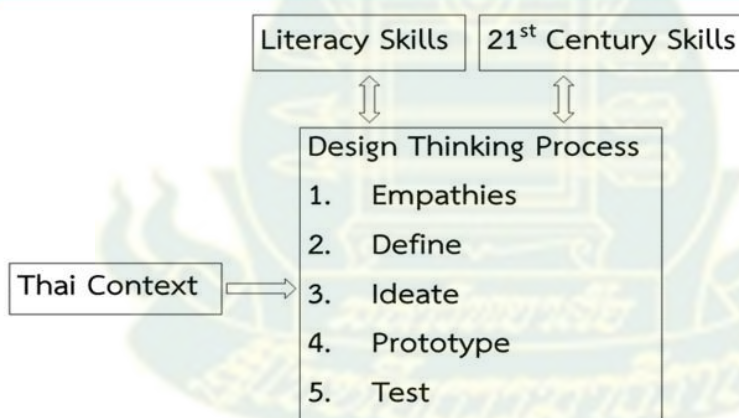 Literacy Skills
21st Century Skills
Design Thinking Process
1. Empathies
2. Define
Thai Context
3. Ideate
4. Prototype
5. Test